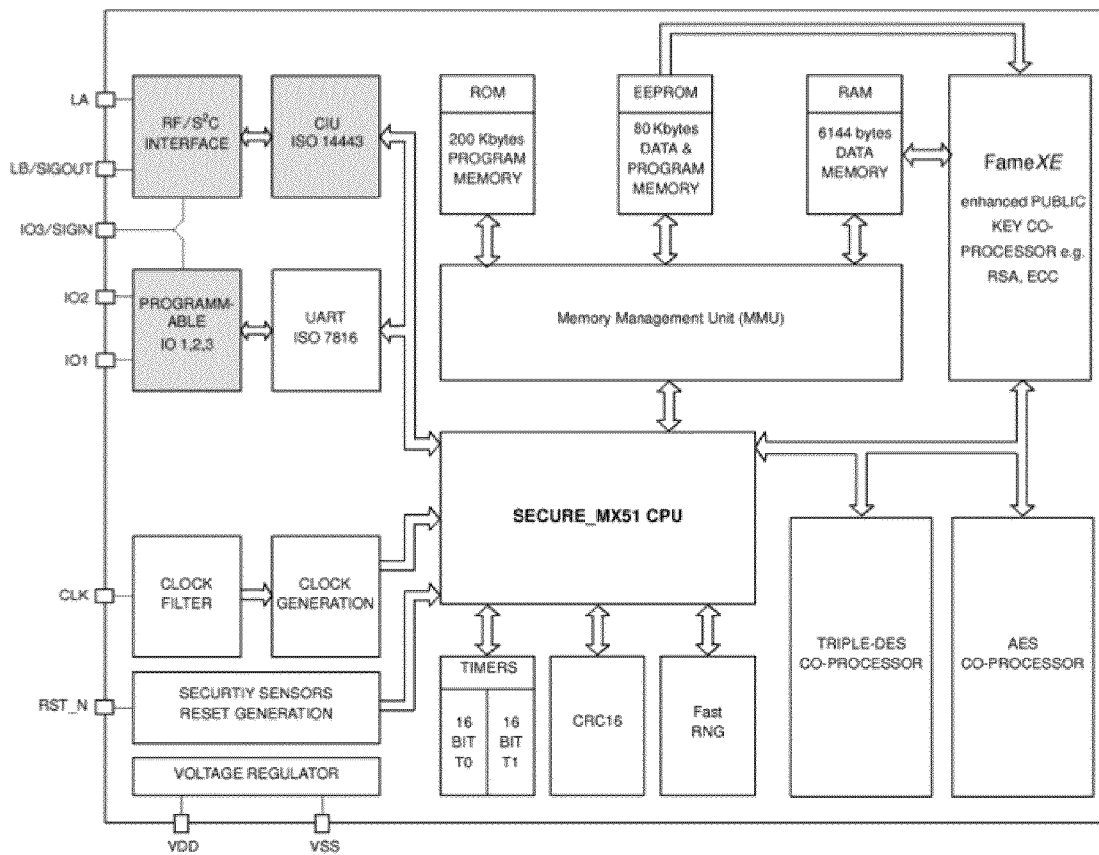 LA
LB/SIGOUT
IO3/SIGIN
IO2
IO1
CLK
RST_N
RF/S²C
INTERFACE
CIU
ISO 14443
PROGRAMM-
ABLE
IO 1,2,3
UART
ISO 7816
ROM
200 Kbytes
PROGRAM
MEMORY
EEPROM
80 Kbytes
DATA &
PROGRAM
MEMORY
RAM
6144 bytes
DATA
MEMORY
FameXE
enhanced PUBLIC
KEY CO-
PROCESSOR e.g.
RSA, ECC
Memory Management Unit (MMU)
SECURE_MX51 CPU
CLOCK
FILTER
CLOCK
GENERATION
SECURTIY SENSORS
RESET GENERATION
VOLTAGE REGULATOR
TIMERS
16
BIT
T0
16
BIT
T1
CRC16
Fast
RNG
TRIPLE-DES
CO-PROCESSOR
AES
CO-PROCESSOR
VDD
VSS